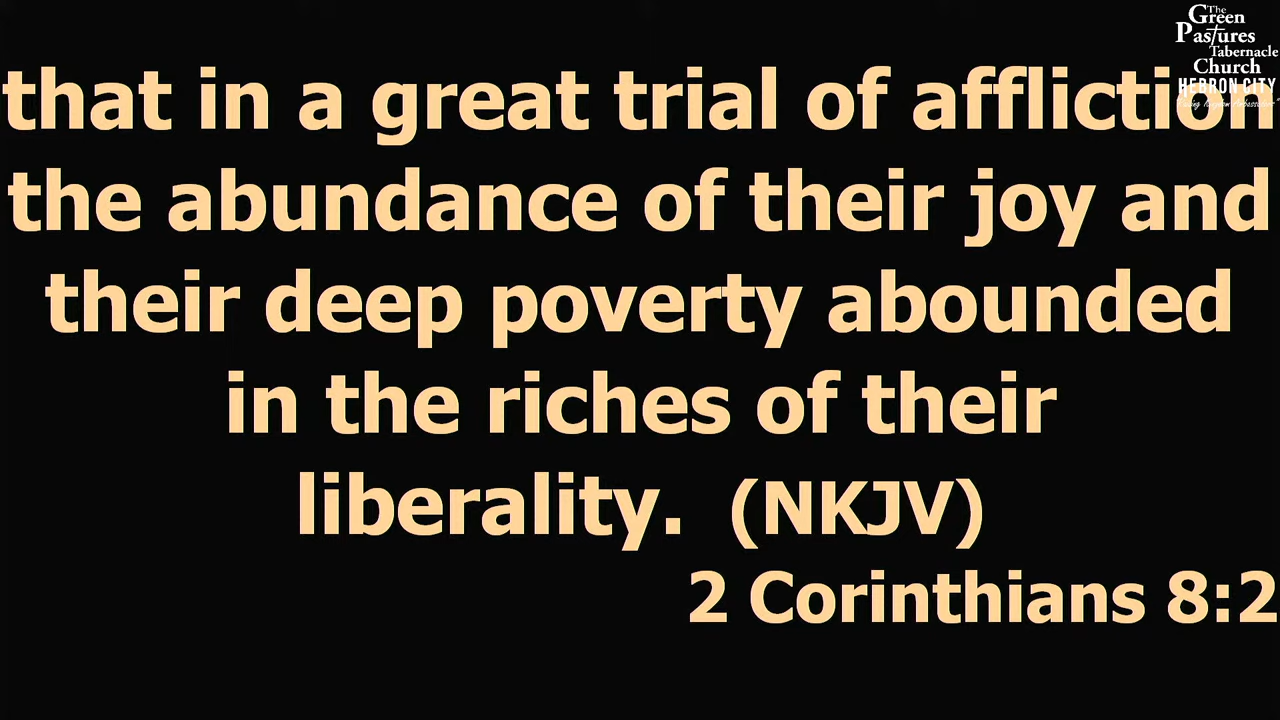 The
Green
Pastures
Tabernacle
Church
HEBRON CITY
that in a great trial of affliction
the abundance of their joy and
their deep poverty abounded
in the riches of their
liberality.  (NKJV)
2 Corinthians 8:2